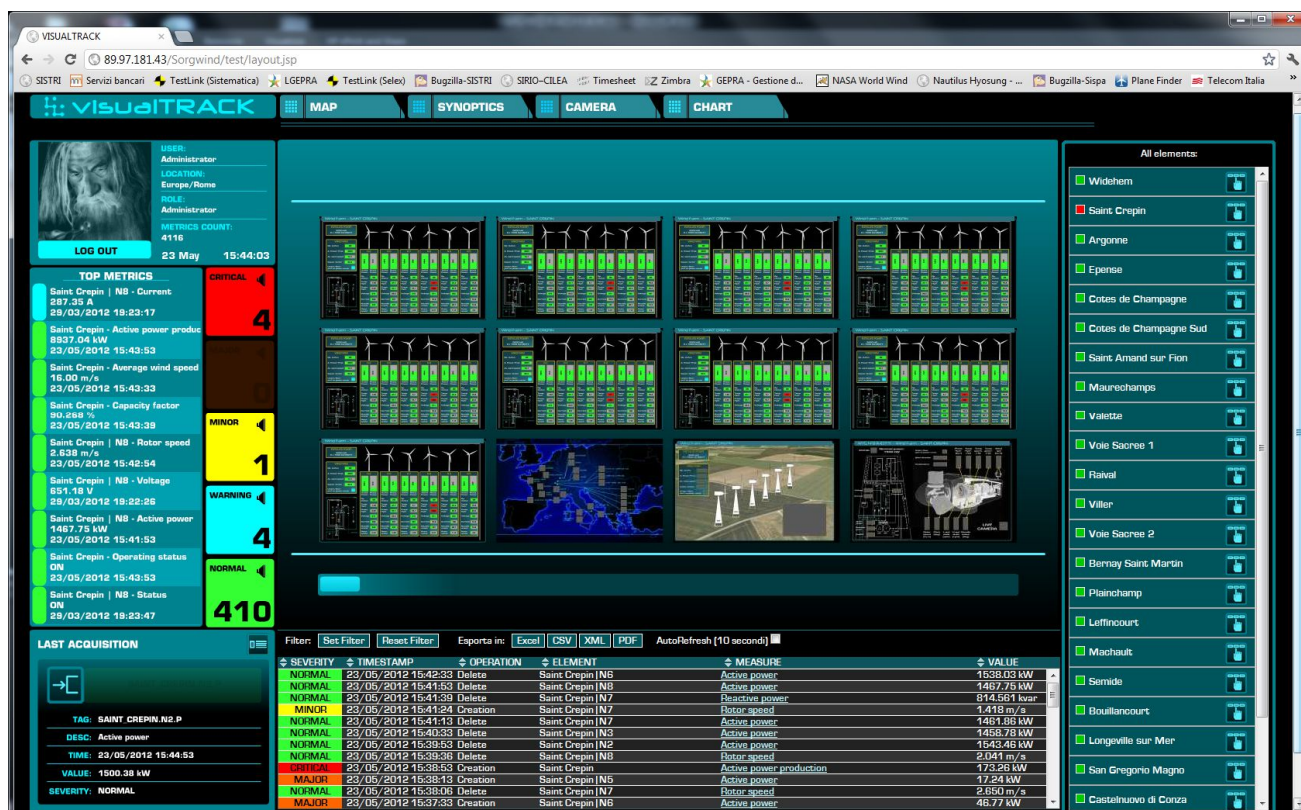 VISUALTRACK
89.97.181.43/Sorgwind/test/layout.jsp
SISTRI Servizi bancari TestLink (Sistematica) LGEPRA TestLink (Selex) Bugzilla-SISTRI SIRIO-CILEA Timesheet Zimbra GEPRA - Gestione d... NASA World Wind Nautilus Hyosung - ... Bugzilla-Sispa Plane Finder Telecom Italia »
visualTRACK MAP SYNOPTICS CAMERA CHART
USER:
Administrator
LOCATION:
Europe/Rome
ROLE:
Administrator
METRICS COUNT:
4116
LOG OUT 23 May 15:44:03
TOP METRICS
Saint Crepin | N8 - Current
287.35 A
29/03/2012 19:23:17
Saint Crepin - Active power produc
8937.04 kW
23/05/2012 15:43:53
Saint Crepin - Average wind speed
16.00 m/s
23/05/2012 15:43:33
Saint Crepin - Capacity factor
90.268 %
23/05/2012 15:43:39
Saint Crepin | N8 - Rotor speed
2.638 m/s
23/05/2012 15:42:54
Saint Crepin | N8 - Voltage
651.18 V
29/03/2012 19:22:26
Saint Crepin | N8 - Active power
1467.75 kW
23/05/2012 15:41:53
Saint Crepin - Operating status
ON
23/05/2012 15:43:53
Saint Crepin | N8 - Status
ON
29/03/2012 19:23:47
CRITICAL
4
0
MINOR
1
WARNING
4
NORMAL
410
LAST ACQUISITION
TAG: SAINT_CREPIN.N2.P
DESC: Active power
TIME: 23/05/2012 15:44:53
VALUE: 1500.38 kW
SEVERITY: NORMAL
LIVE
CAMERA
Filter: Set Filter Reset Filter Esporta in: Excel CSV XML PDF AutoRefresh [10 secondi]
SEVERITY TIMESTAMP OPERATION ELEMENT MEASURE VALUE
NORMAL 23/05/2012 15:42:33 Delete Saint Crepin|N6 Active power 1538.03 kW
NORMAL 23/05/2012 15:41:53 Delete Saint Crepin|N8 Active power 1467.75 kW
NORMAL 23/05/2012 15:41:39 Delete Saint Crepin|N7 Reactive power 814.561 kvar
MINOR 23/05/2012 15:41:24 Creation Saint Crepin|N7 Rotor speed 1.418 m/s
NORMAL 23/05/2012 15:41:13 Delete Saint Crepin|N7 Active power 1461.86 kW
NORMAL 23/05/2012 15:40:33 Delete Saint Crepin|N3 Active power 1458.78 kW
NORMAL 23/05/2012 15:39:53 Delete Saint Crepin|N2 Active power 1543.46 kW
NORMAL 23/05/2012 15:39:36 Delete Saint Crepin|N8 Rotor speed 2.041 m/s
CRITICAL 23/05/2012 15:38:53 Creation Saint Crepin Active power production 173.26 kW
MAJOR 23/05/2012 15:38:13 Creation Saint Crepin|N5 Active power 17.24 kW
NORMAL 23/05/2012 15:38:06 Delete Saint Crepin|N7 Rotor speed 2.650 m/s
MAJOR 23/05/2012 15:37:33 Creation Saint Crepin|N6 Active power 46.77 kW
All elements:
Widehem
Saint Crepin
Argonne
Epense
Cotes de Champagne
Cotes de Champagne Sud
Saint Amand sur Fion
Maurechamps
Valette
Voie Sacree 1
Raival
Viller
Voie Sacree 2
Bernay Saint Martin
Plainchamp
Leffincourt
Machault
Semide
Bouillancourt
Longeville sur Mer
San Gregorio Magno
Castelnuovo di Conza